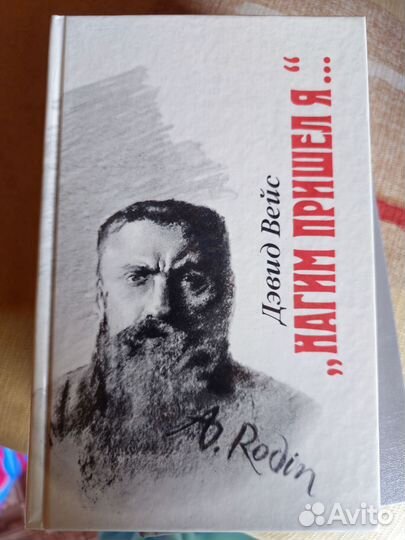 Дэвид Вейс
„НАГИМ ПРИШЕЛ Я...“
A. Rodin
Avito